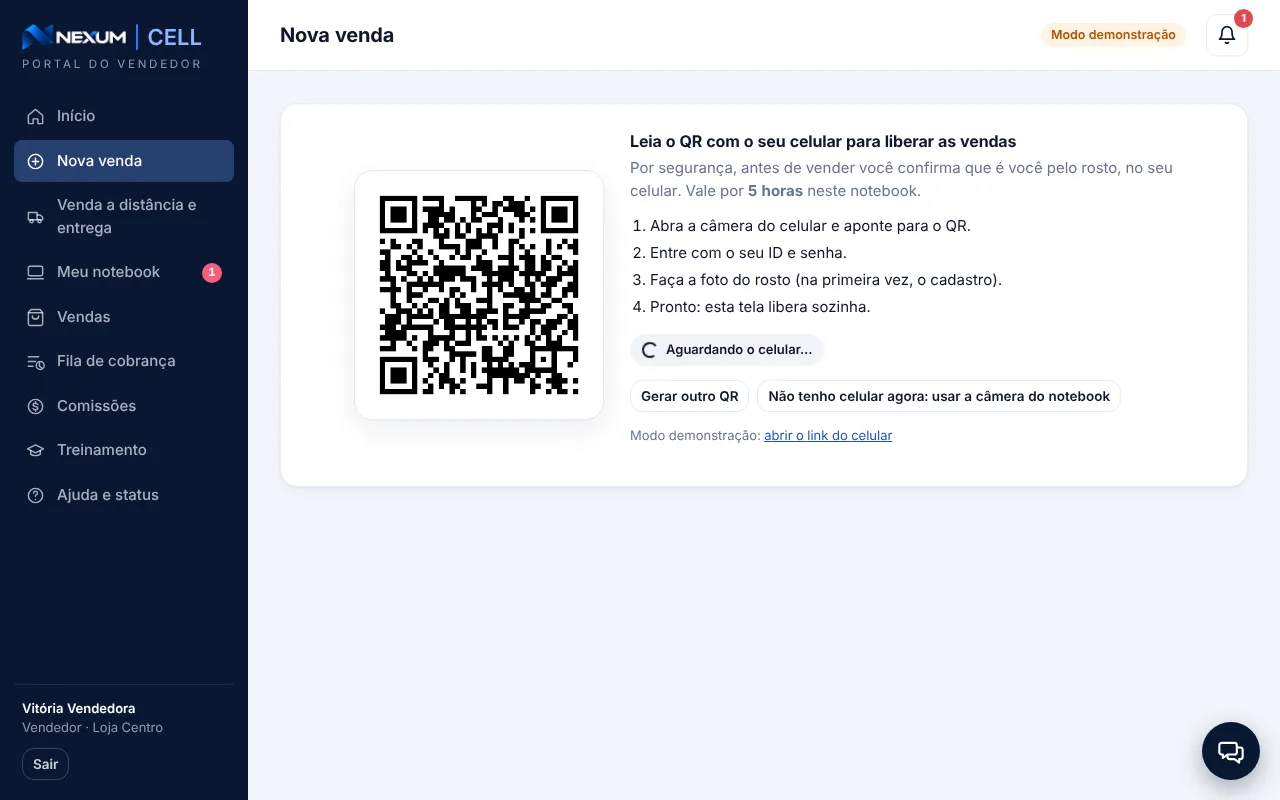 NEXUM | CELL
PORTAL DO VENDEDOR
Início
Nova venda
Venda a distância e
entrega
Meu notebook 1
Vendas
Fila de cobrança
Comissões
Treinamento
Ajuda e status
Vitória Vendedora
Vendedor · Loja Centro
Sair
Nova venda
Modo demonstração
1
Leia o QR com o seu celular para liberar as vendas
Por segurança, antes de vender você confirma que é você pelo rosto, no seu
celular. Vale por 5 horas neste notebook.
1. Abra a câmera do celular e aponte para o QR.
2. Entre com o seu ID e senha.
3. Faça a foto do rosto (na primeira vez, o cadastro).
4. Pronto: esta tela libera sozinha.
Aguardando o celular...
Gerar outro QR
Não tenho celular agora: usar a câmera do notebook
Modo demonstração: abrir o link do celular